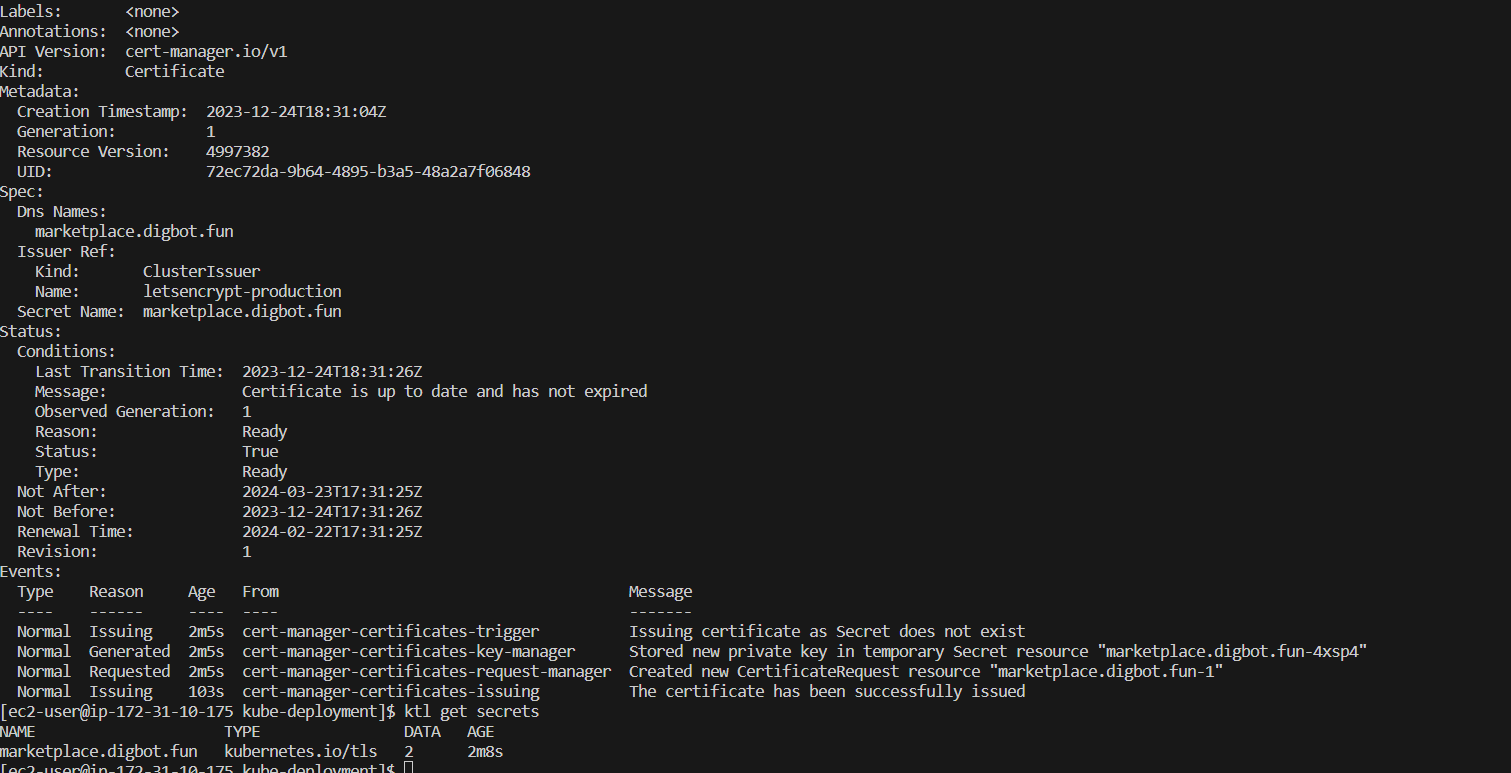 Labels:       <none>
Annotations:  <none>
API Version:  cert-manager.io/v1
Kind:         Certificate
Metadata:
  Creation Timestamp:  2023-12-24T18:31:04Z
  Generation:          1
  Resource Version:    4997382
  UID:                 72ec72da-9b64-4895-b3a5-48a2a7f06848
Spec:
  Dns Names:
    marketplace.digbot.fun
  Issuer Ref:
    Kind:       ClusterIssuer
    Name:       letsencrypt-production
  Secret Name:  marketplace.digbot.fun
Status:
  Conditions:
    Last Transition Time:  2023-12-24T18:31:26Z
    Message:               Certificate is up to date and has not expired
    Observed Generation:   1
    Reason:                Ready
    Status:                True
    Type:                  Ready
  Not After:               2024-03-23T17:31:25Z
  Not Before:              2023-12-24T17:31:26Z
  Renewal Time:            2024-02-22T17:31:25Z
  Revision:                1
Events:
  Type    Reason     Age   From                                       Message
  ----    ------     ----  ----                                       -------
  Normal  Issuing    2m5s  cert-manager-certificates-trigger          Issuing certificate as Secret does not exist
  Normal  Generated  2m5s  cert-manager-certificates-key-manager      Stored new private key in temporary Secret resource "marketplace.digbot.fun-4xsp4"
  Normal  Requested  2m5s  cert-manager-certificates-request-manager  Created new CertificateRequest resource "marketplace.digbot.fun-1"
  Normal  Issuing    103s  cert-manager-certificates-issuing          The certificate has been successfully issued
[ec2-user@ip-172-31-10-175 kube-deployment]$ ktl get secrets
NAME                     TYPE                DATA   AGE
marketplace.digbot.fun   kubernetes.io/tls   2      2m8s
[ec2-user@ip-172-31-10-175 kube-deployment]$